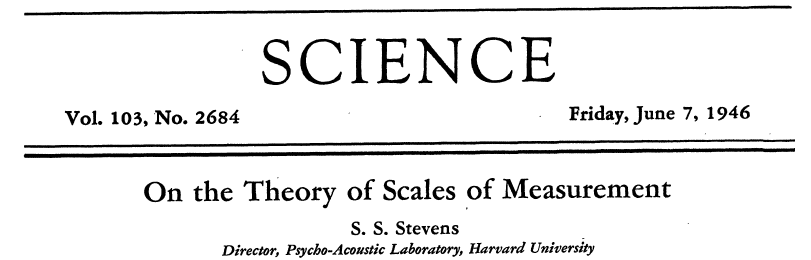 SCIENCE
Vol. 103, No. 2684 Friday, June 7, 1946
On the Theory of Scales of Measurement
S. S. Stevens
Director, Psycho-Acoustic Laboratory, Harvard University